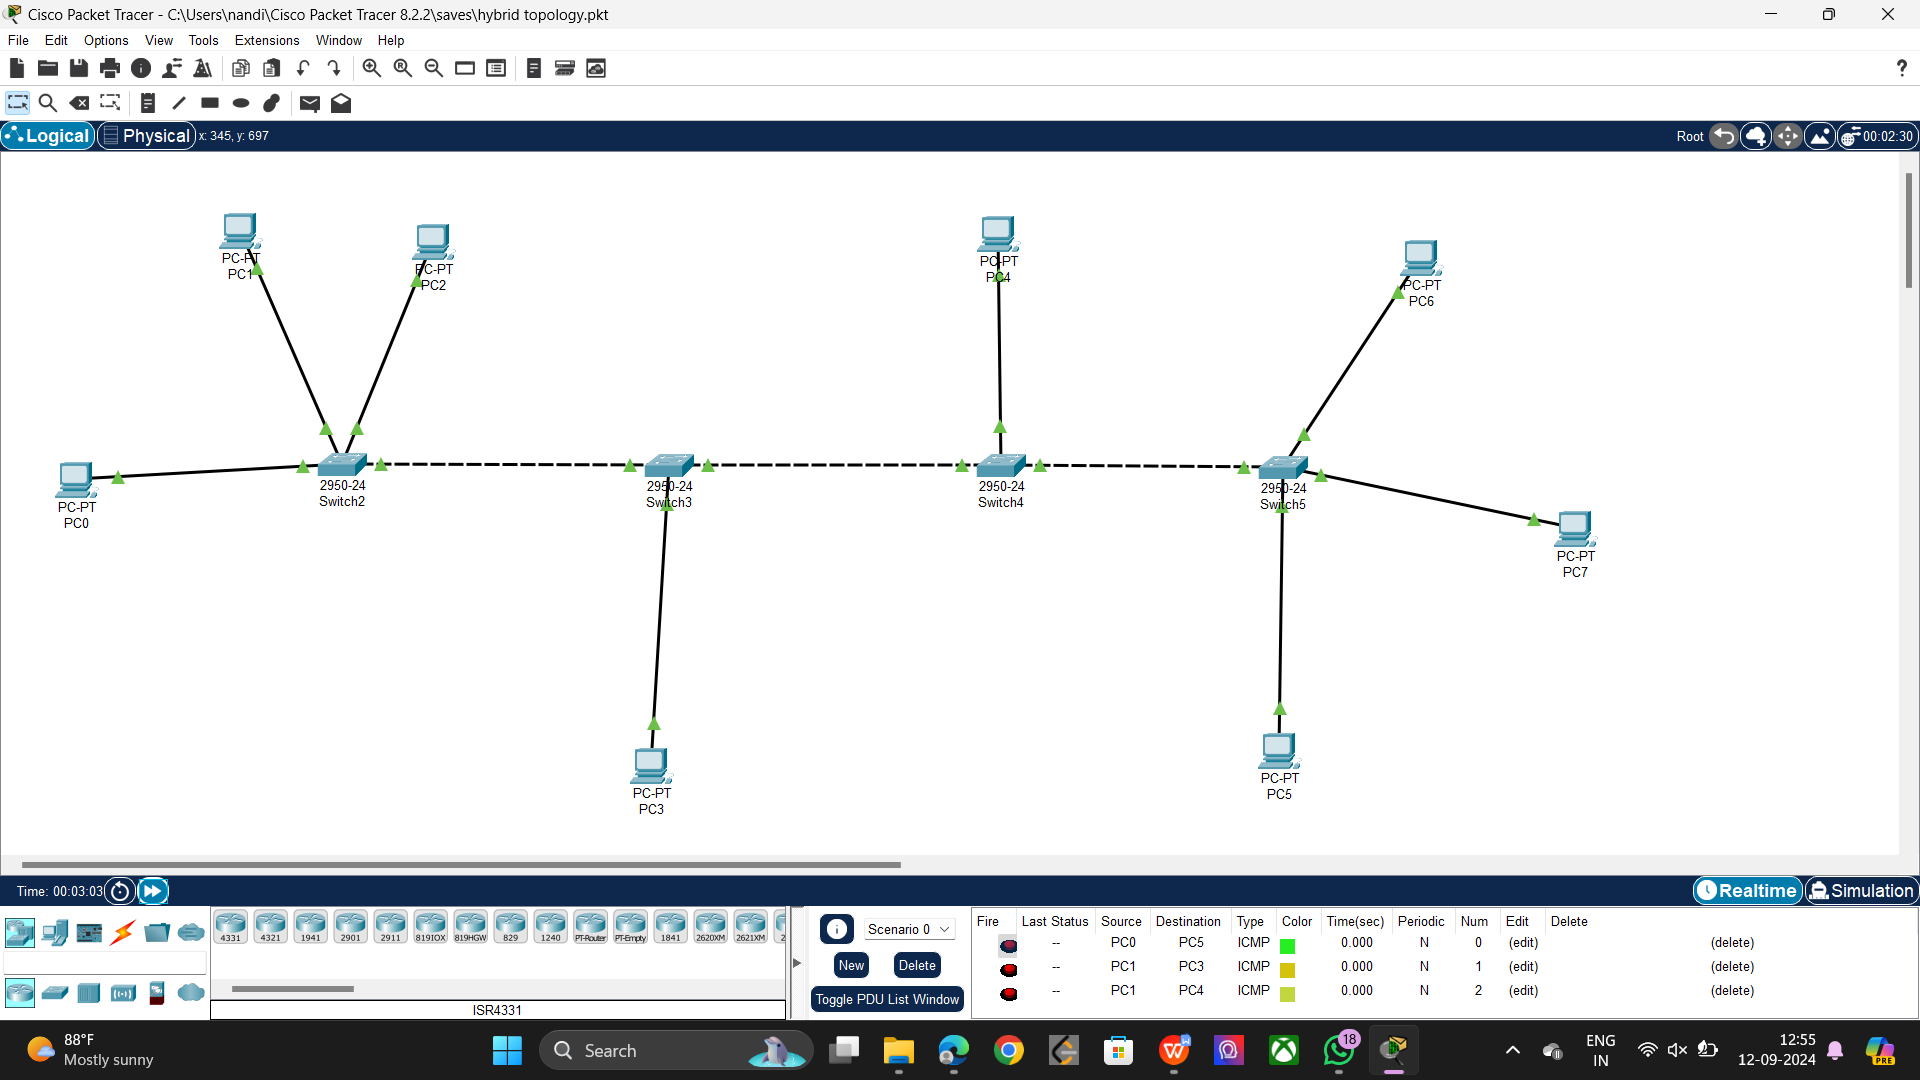 Cisco Packet Tracer - C:\Users\nandi\Cisco Packet Tracer 8.2.2\saves\hybrid topology.pkt
File Edit Options View Tools Extensions Window Help
?
Logical Physical x: 345, y: 697 Root 00:02:30
PC-PT
PC1
PC-PT
PC2
PC-PT
PC4
PC-PT
PC6
PC-PT
PC0
2950-24
Switch2
2950-24
Switch3
2950-24
Switch4
2950-24
Switch5
PC-PT
PC7
PC-PT
PC3
PC-PT
PC5
Time: 00:03:03 Realtime Simulation
4331 4321 1941 2901 2911 819IOX 819HGW 829 1240 PT-Router PT-Empty 1841 2620XM 2621XM 2
ISR4331
Scenario 0
New Delete
Toggle PDU List Window
Fire Last Status Source Destination Type Color Time(sec) Periodic Num Edit Delete
-- PC0 PC5 ICMP 0.000 N 0 (edit) (delete)
-- PC1 PC3 ICMP 0.000 N 1 (edit) (delete)
-- PC1 PC4 ICMP 0.000 N 2 (edit) (delete)
88°F
Mostly sunny
Search
18
PRE
ENG
IN
12:55
12-09-2024